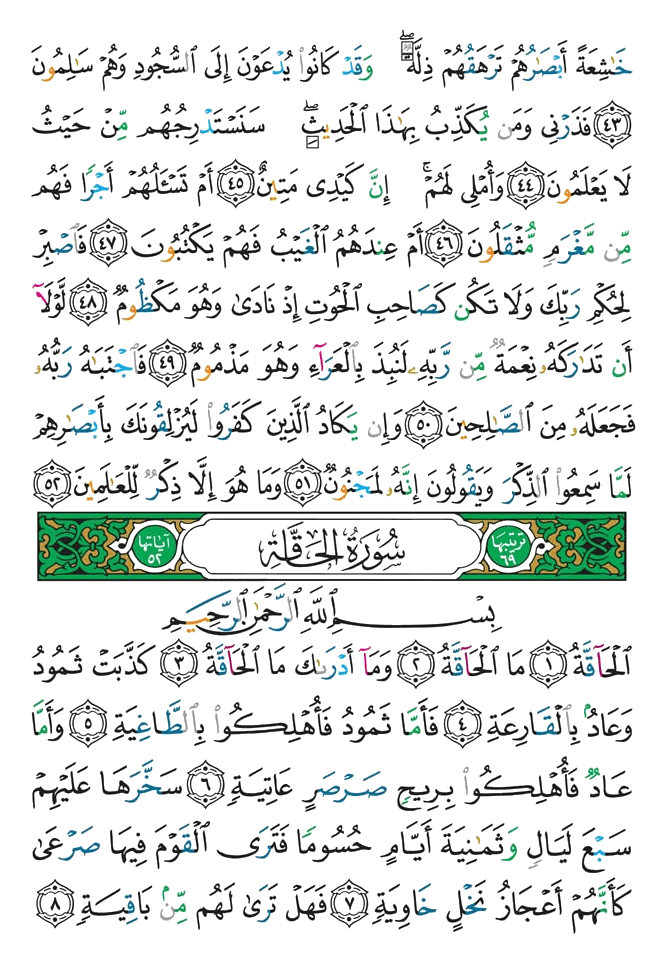 خَٰشِعَةً أَبۡصَٰرُهُمۡ تَرۡهَقُهُمۡ ذِلَّةٞۖ وَقَدۡ كَانُواْ يُدۡعَوۡنَ إِلَى ٱلسُّجُودِ وَهُمۡ سَٰلِمُونَ
٤٣ فَذَرۡنِي وَمَن يُكَذِّبُ بِهَٰذَا ٱلۡحَدِيثِۖ سَنَسۡتَدۡرِجُهُم مِّنۡ حَيۡثُ
لَا يَعۡلَمُونَ ٤٤ وَأُمۡلِي لَهُمۡۚ إِنَّ كَيۡدِي مَتِينٌ ٤٥ أَمۡ تَسۡـَٔلُهُمۡ أَجۡرٗا فَهُم
مِّن مَّغۡرَمٖ مُّثۡقَلُونَ ٤٦ أَمۡ عِندَهُمُ ٱلۡغَيۡبُ فَهُمۡ يَكۡتُبُونَ ٤٧ فَٱصۡبِرۡ
لِحُكۡمِ رَبِّكَ وَلَا تَكُن كَصَاحِبِ ٱلۡحُوتِ إِذۡ نَادَىٰ وَهُوَ مَكۡظُومٞ ٤٨ لَّوۡلَآ
أَن تَدَٰرَكَهُۥ نِعۡمَةٞ مِّن رَّبِّهِۦ لَنُبِذَ بِٱلۡعَرَآءِ وَهُوَ مَذۡمُومٞ ٤٩ فَٱجۡتَبَٰهُ رَبُّهُۥ
فَجَعَلَهُۥ مِنَ ٱلصَّٰلِحِينَ ٥٠ وَإِن يَكَادُ ٱلَّذِينَ كَفَرُواْ لَيُزۡلِقُونَكَ بِأَبۡصَٰرِهِمۡ
لَمَّا سَمِعُواْ ٱلذِّكۡرَ وَيَقُولُونَ إِنَّهُۥ لَمَجۡنُونٞ ٥١ وَمَا هُوَ إِلَّا ذِكۡرٞ لِّلۡعَٰلَمِينَ ٥٢
ترتيبها ٦٩ سُورَةُ الحَاقَّةِ آياتها ٥٢
بِسۡمِ ٱللَّهِ ٱلرَّحۡمَٰنِ ٱلرَّحِيمِ
ٱلۡحَآقَّةُ ١ مَا ٱلۡحَآقَّةُ ٢ وَمَآ أَدۡرَىٰكَ مَا ٱلۡحَآقَّةُ ٣ كَذَّبَتۡ ثَمُودُ
وَعَادُۢ بِٱلۡقَارِعَةِ ٤ فَأَمَّا ثَمُودُ فَأُهۡلِكُواْ بِٱلطَّاغِيَةِ ٥ وَأَمَّا
عَادٞ فَأُهۡلِكُواْ بِرِيحٖ صَرۡصَرٍ عَاتِيَةٖ ٦ سَخَّرَهَا عَلَيۡهِمۡ
سَبۡعَ لَيَالٖ وَثَمَٰنِيَةَ أَيَّامٍ حُسُومٗا فَتَرَى ٱلۡقَوۡمَ فِيهَا صَرۡعَىٰ
كَأَنَّهُمۡ أَعۡجَازُ نَخۡلٍ خَاوِيَةٖ ٧ فَهَلۡ تَرَىٰ لَهُم مِّنۢ بَاقِيَةٖ ٨